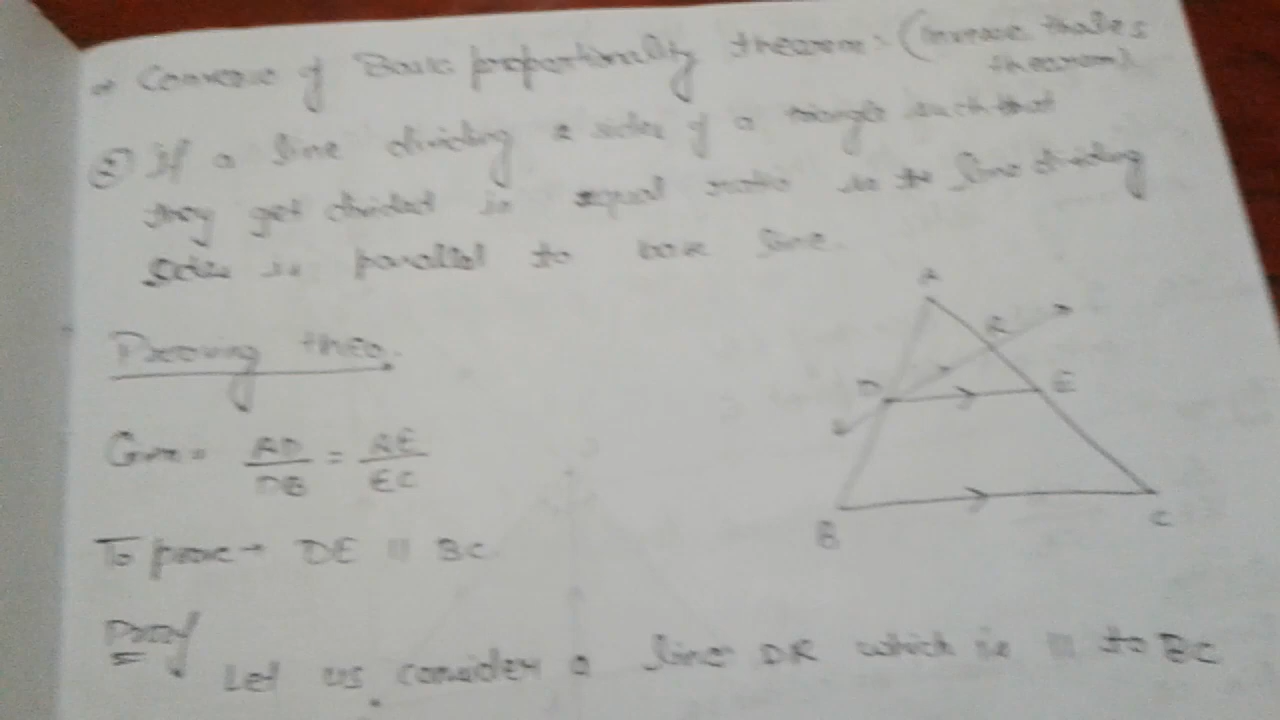 Converse of Basic proportionality theorem: (inverse thales
theorem)
② If a line dividing 2 sides of a triangle such that
they get divided in equal ratio so the line dividing
sides is parallel to base line.
Proving theo.
Given = AD/DB = AE/EC
To prove → DE || BC
Proof
Let us consider a line DR which is || to BC
A
R
D
E
B
C